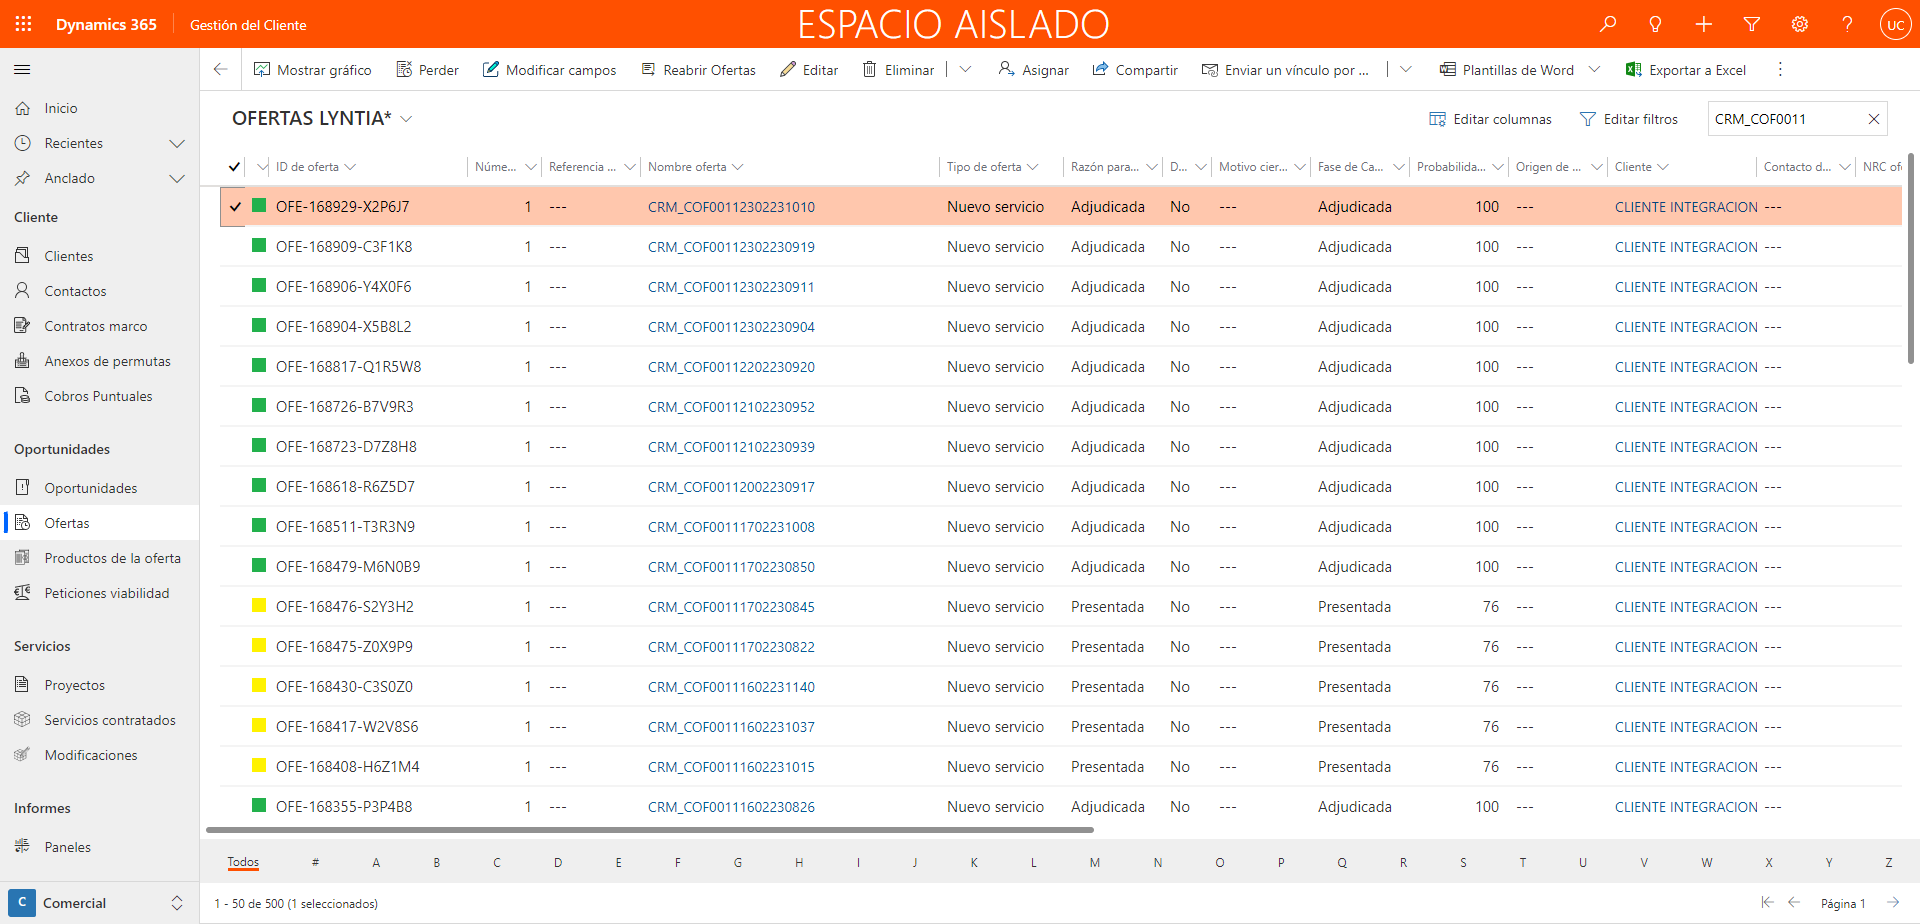 Dynamics 365 Gestión del Cliente ESPACIO AISLADO UC
Mostrar gráfico Perder Modificar campos Reabrir Ofertas Editar Eliminar Asignar Compartir Enviar un vínculo por ... Plantillas de Word Exportar a Excel
Inicio
Recientes
Anclado
Cliente
Clientes
Contactos
Contratos marco
Anexos de permutas
Cobros Puntuales
Oportunidades
Oportunidades
Ofertas
Productos de la oferta
Peticiones viabilidad
Servicios
Proyectos
Servicios contratados
Modificaciones
Informes
Paneles
C Comercial
OFERTAS LYNTIA* Editar columnas Editar filtros CRM_COF0011
ID de oferta Núme... Referencia ... Nombre oferta Tipo de oferta Razón para... D... Motivo cier... Fase de Ca... Probabilida... Origen de ... Cliente Contacto d... NRC ofe
OFE-168929-X2P6J7 1 --- CRM_COF00112302231010 Nuevo servicio Adjudicada No --- Adjudicada 100 --- CLIENTE INTEGRACION ---
OFE-168909-C3F1K8 1 --- CRM_COF00112302230919 Nuevo servicio Adjudicada No --- Adjudicada 100 --- CLIENTE INTEGRACION ---
OFE-168906-Y4X0F6 1 --- CRM_COF00112302230911 Nuevo servicio Adjudicada No --- Adjudicada 100 --- CLIENTE INTEGRACION ---
OFE-168904-X5B8L2 1 --- CRM_COF00112302230904 Nuevo servicio Adjudicada No --- Adjudicada 100 --- CLIENTE INTEGRACION ---
OFE-168817-Q1R5W8 1 --- CRM_COF00112202230920 Nuevo servicio Adjudicada No --- Adjudicada 100 --- CLIENTE INTEGRACION ---
OFE-168726-B7V9R3 1 --- CRM_COF00112102230952 Nuevo servicio Adjudicada No --- Adjudicada 100 --- CLIENTE INTEGRACION ---
OFE-168723-D7Z8H8 1 --- CRM_COF00112102230939 Nuevo servicio Adjudicada No --- Adjudicada 100 --- CLIENTE INTEGRACION ---
OFE-168618-R6Z5D7 1 --- CRM_COF00112002230917 Nuevo servicio Adjudicada No --- Adjudicada 100 --- CLIENTE INTEGRACION ---
OFE-168511-T3R3N9 1 --- CRM_COF00111702231008 Nuevo servicio Adjudicada No --- Adjudicada 100 --- CLIENTE INTEGRACION ---
OFE-168479-M6N0B9 1 --- CRM_COF00111702230850 Nuevo servicio Adjudicada No --- Adjudicada 100 --- CLIENTE INTEGRACION ---
OFE-168476-S2Y3H2 1 --- CRM_COF00111702230845 Nuevo servicio Presentada No --- Presentada 76 --- CLIENTE INTEGRACION ---
OFE-168475-Z0X9P9 1 --- CRM_COF00111702230822 Nuevo servicio Presentada No --- Presentada 76 --- CLIENTE INTEGRACION ---
OFE-168430-C3S0Z0 1 --- CRM_COF00111602231140 Nuevo servicio Presentada No --- Presentada 76 --- CLIENTE INTEGRACION ---
OFE-168417-W2V8S6 1 --- CRM_COF00111602231037 Nuevo servicio Presentada No --- Presentada 76 --- CLIENTE INTEGRACION ---
OFE-168408-H6Z1M4 1 --- CRM_COF00111602231015 Nuevo servicio Presentada No --- Presentada 76 --- CLIENTE INTEGRACION ---
OFE-168355-P3P4B8 1 --- CRM_COF00111602230826 Nuevo servicio Adjudicada No --- Adjudicada 100 --- CLIENTE INTEGRACION ---
Todos # A B C D E F G H I J K L M N O P Q R S T U V W X Y Z
1 - 50 de 500 (1 seleccionados) Página 1